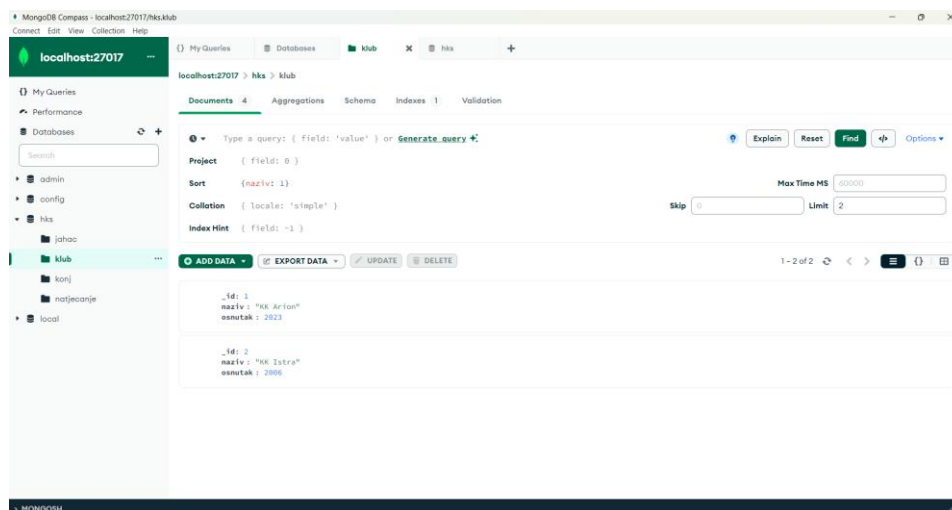 MongoDB Compass - localhost:27017/hks.klub
Connect Edit View Collection Help
localhost:27017 ...
My Queries
Performance
Databases
Search
admin
config
hks
jahac
klub ...
konj
natjecanje
local
{} My Queries Databases klub hks +
localhost:27017 > hks > klub
Documents 4 Aggregations Schema Indexes 1 Validation
Type a query: { field: 'value' } or Generate query
Explain Reset Find </> Options
Project { field: 0 }
Sort {naziv: 1} Max Time MS 60000
Collation { locale: 'simple' } Skip 0 Limit 2
Index Hint { field: -1 }
ADD DATA EXPORT DATA UPDATE DELETE 1 - 2 of 2 {}
_id: 1
naziv : "KK Arion"
osnutak : 2023
_id: 2
naziv : "KK Istra"
osnutak : 2006
> MONGOSH